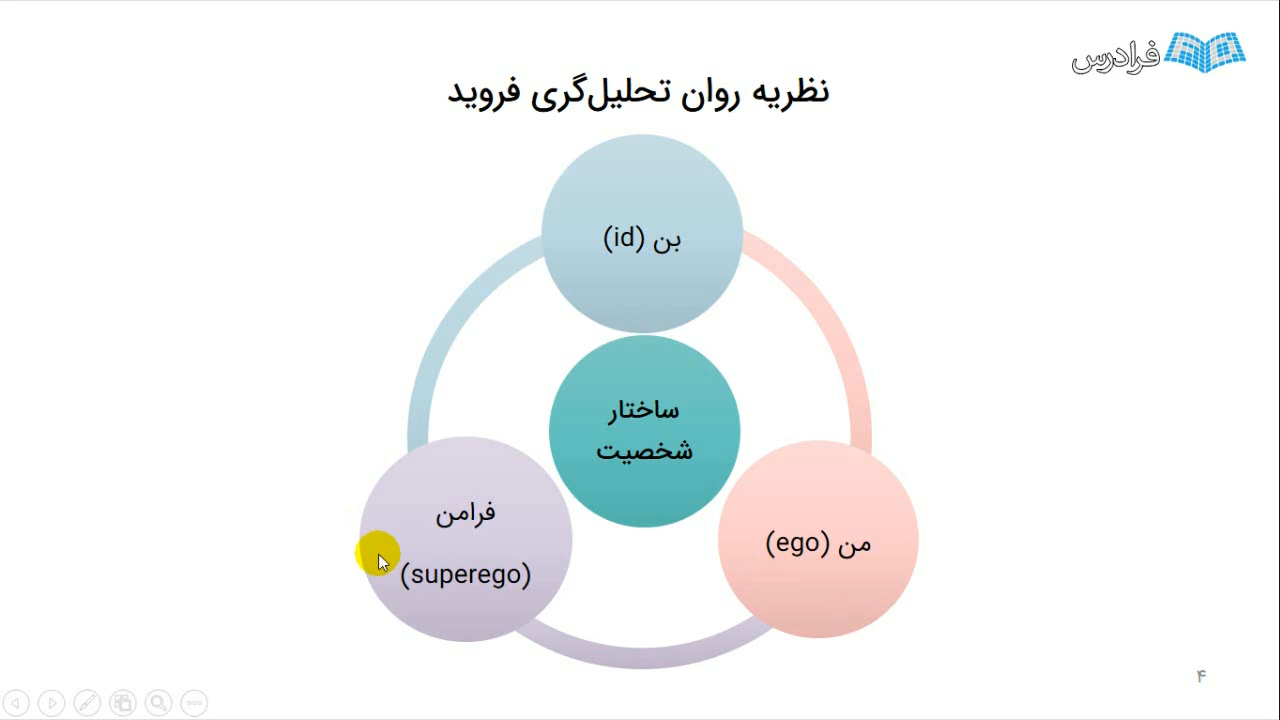 فرادرس
نظریه روان تحلیل‌گری فروید
بن (id)
ساختار
شخصیت
من (ego)
فرامن
(superego)
۴